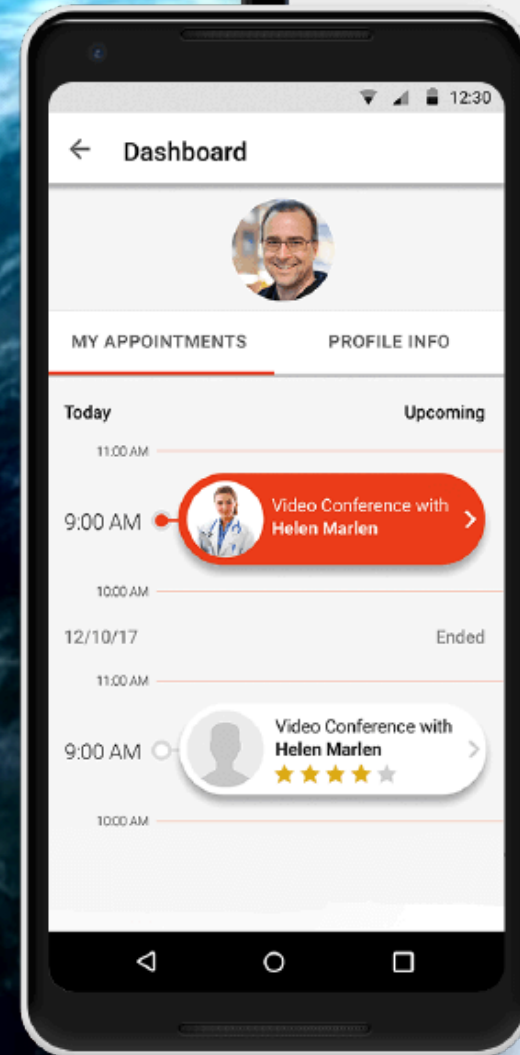 12:30
Dashboard
MY APPOINTMENTS PROFILE INFO
Today Upcoming
11:00 AM
9:00 AM
Video Conference with
Helen Marlen
10:00 AM
12/10/17 Ended
11:00 AM
9:00 AM
Video Conference with
Helen Marlen
10:00 AM